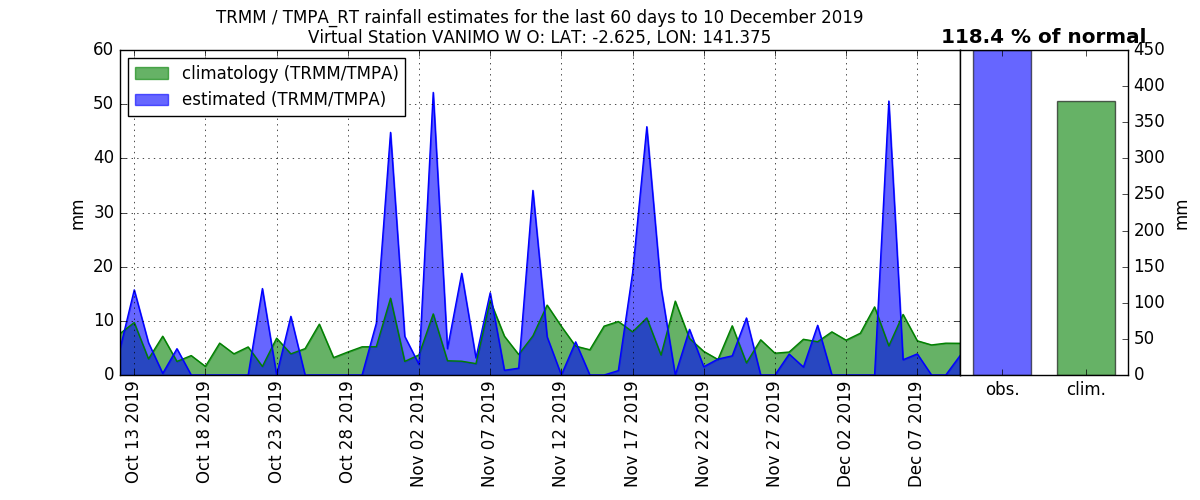 TRMM / TMPA_RT rainfall estimates for the last 60 days to 10 December 2019
Virtual Station VANIMO W O: LAT: -2.625, LON: 141.375
118.4 % of normal
climatology (TRMM/TMPA)
estimated (TRMM/TMPA)
60
50
40
30
20
10
0
mm
450
400
350
300
250
200
150
100
50
0
mm
Oct 13 2019
Oct 18 2019
Oct 23 2019
Oct 28 2019
Nov 02 2019
Nov 07 2019
Nov 12 2019
Nov 17 2019
Nov 22 2019
Nov 27 2019
Dec 02 2019
Dec 07 2019
obs.
clim.